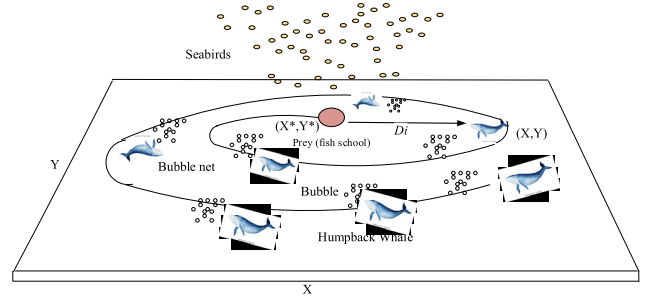 Seabirds
(X*,Y*)
Di
(X,Y)
Prey (fish school)
Y
Bubble net
Bubble
Humpback Whale
X